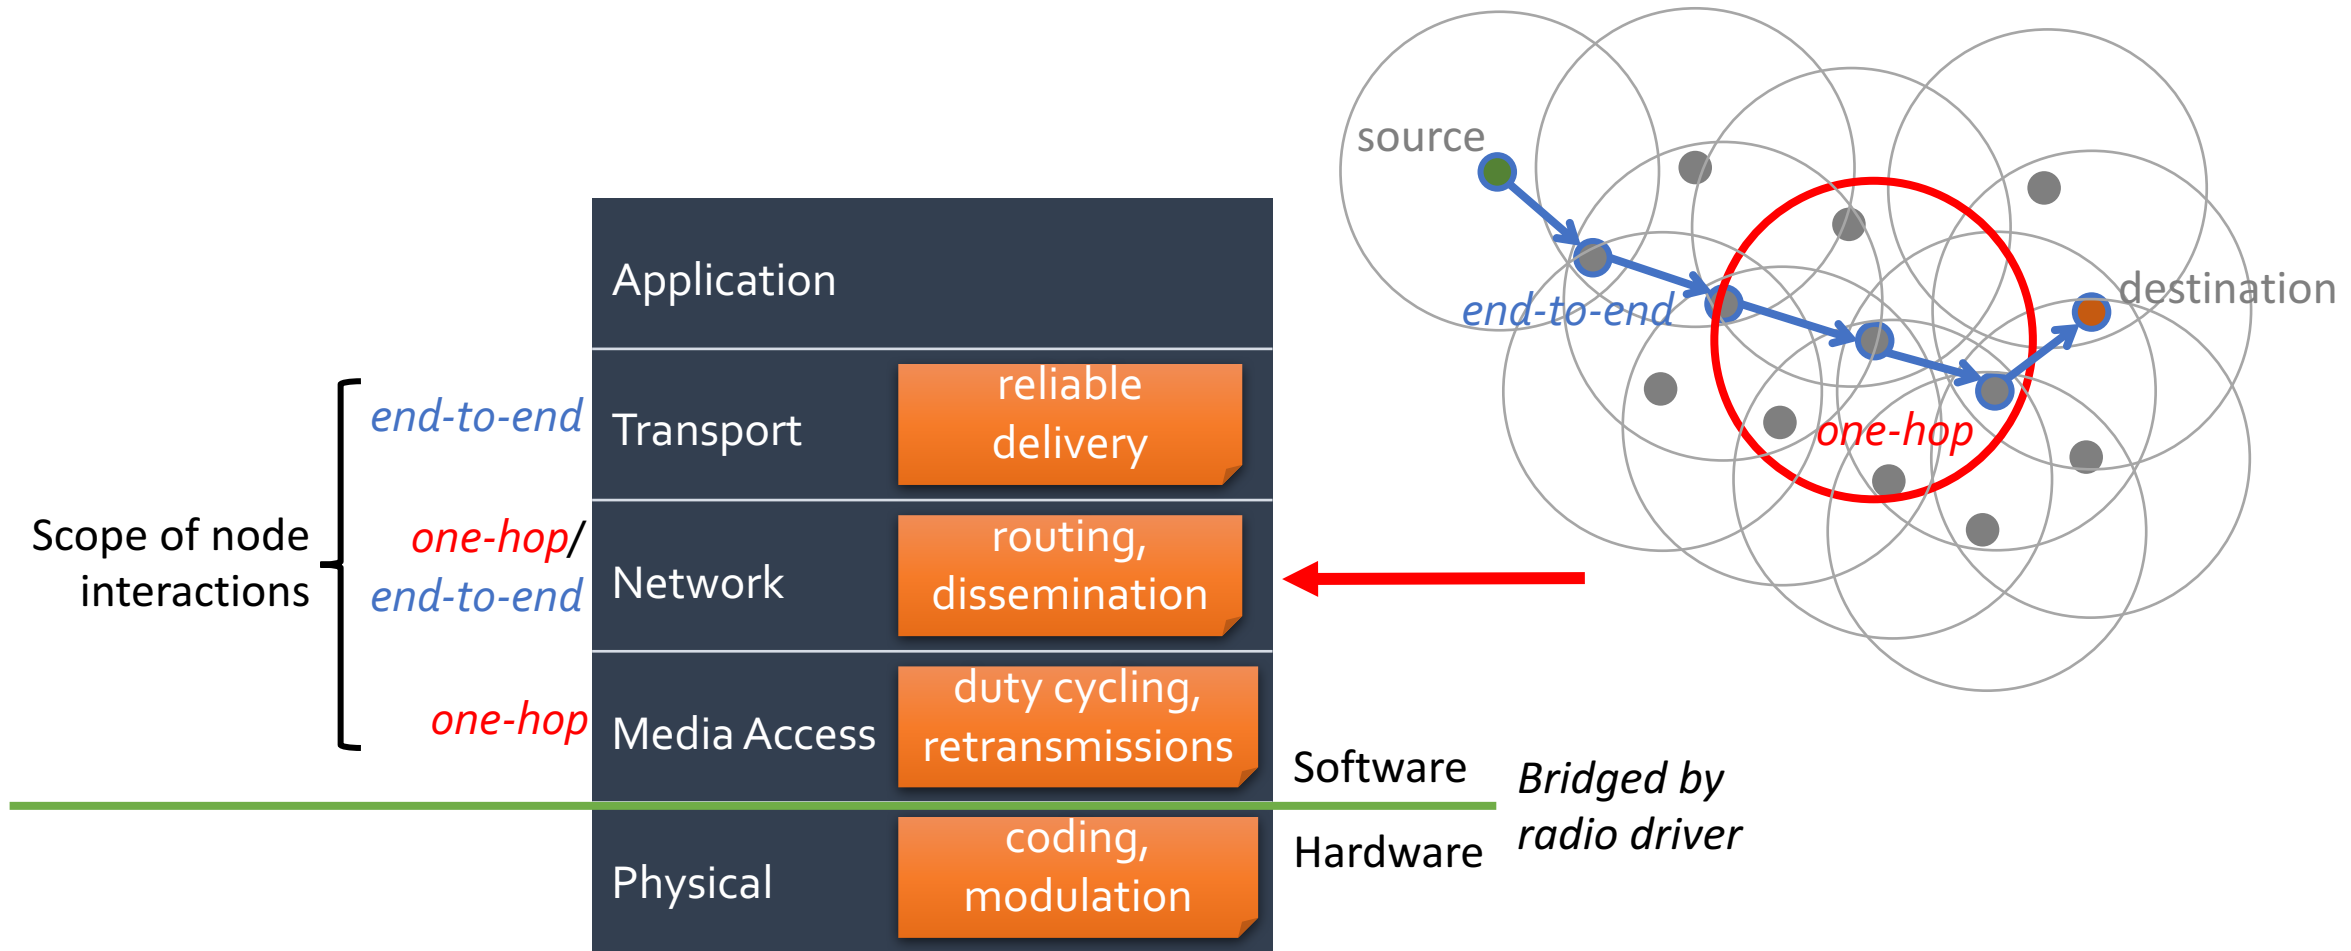 source
destination
end-to-end
one-hop
Application
Transport
reliable
delivery
end-to-end
Scope of node
interactions
one-hop/
end-to-end
Network
routing,
dissemination
one-hop
Media Access
duty cycling,
retransmissions
Software
Hardware
Bridged by
radio driver
Physical
coding,
modulation